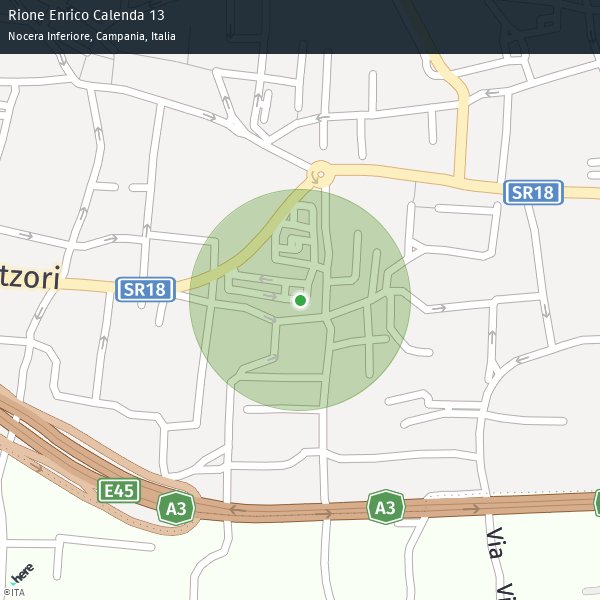 Rione Enrico Calenda 13
Nocera Inferiore, Campania, Italia
SR18
tzori
SR18
E45
A3
A3
Via
Vi
here
©ITA